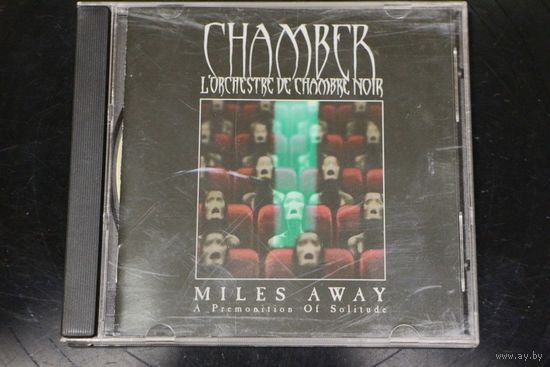 CHAMBER
L'ORCHESTRE DE CHAMBRE NOIR
MILES AWAY
A Premonition Of Solitude
www.ay.by